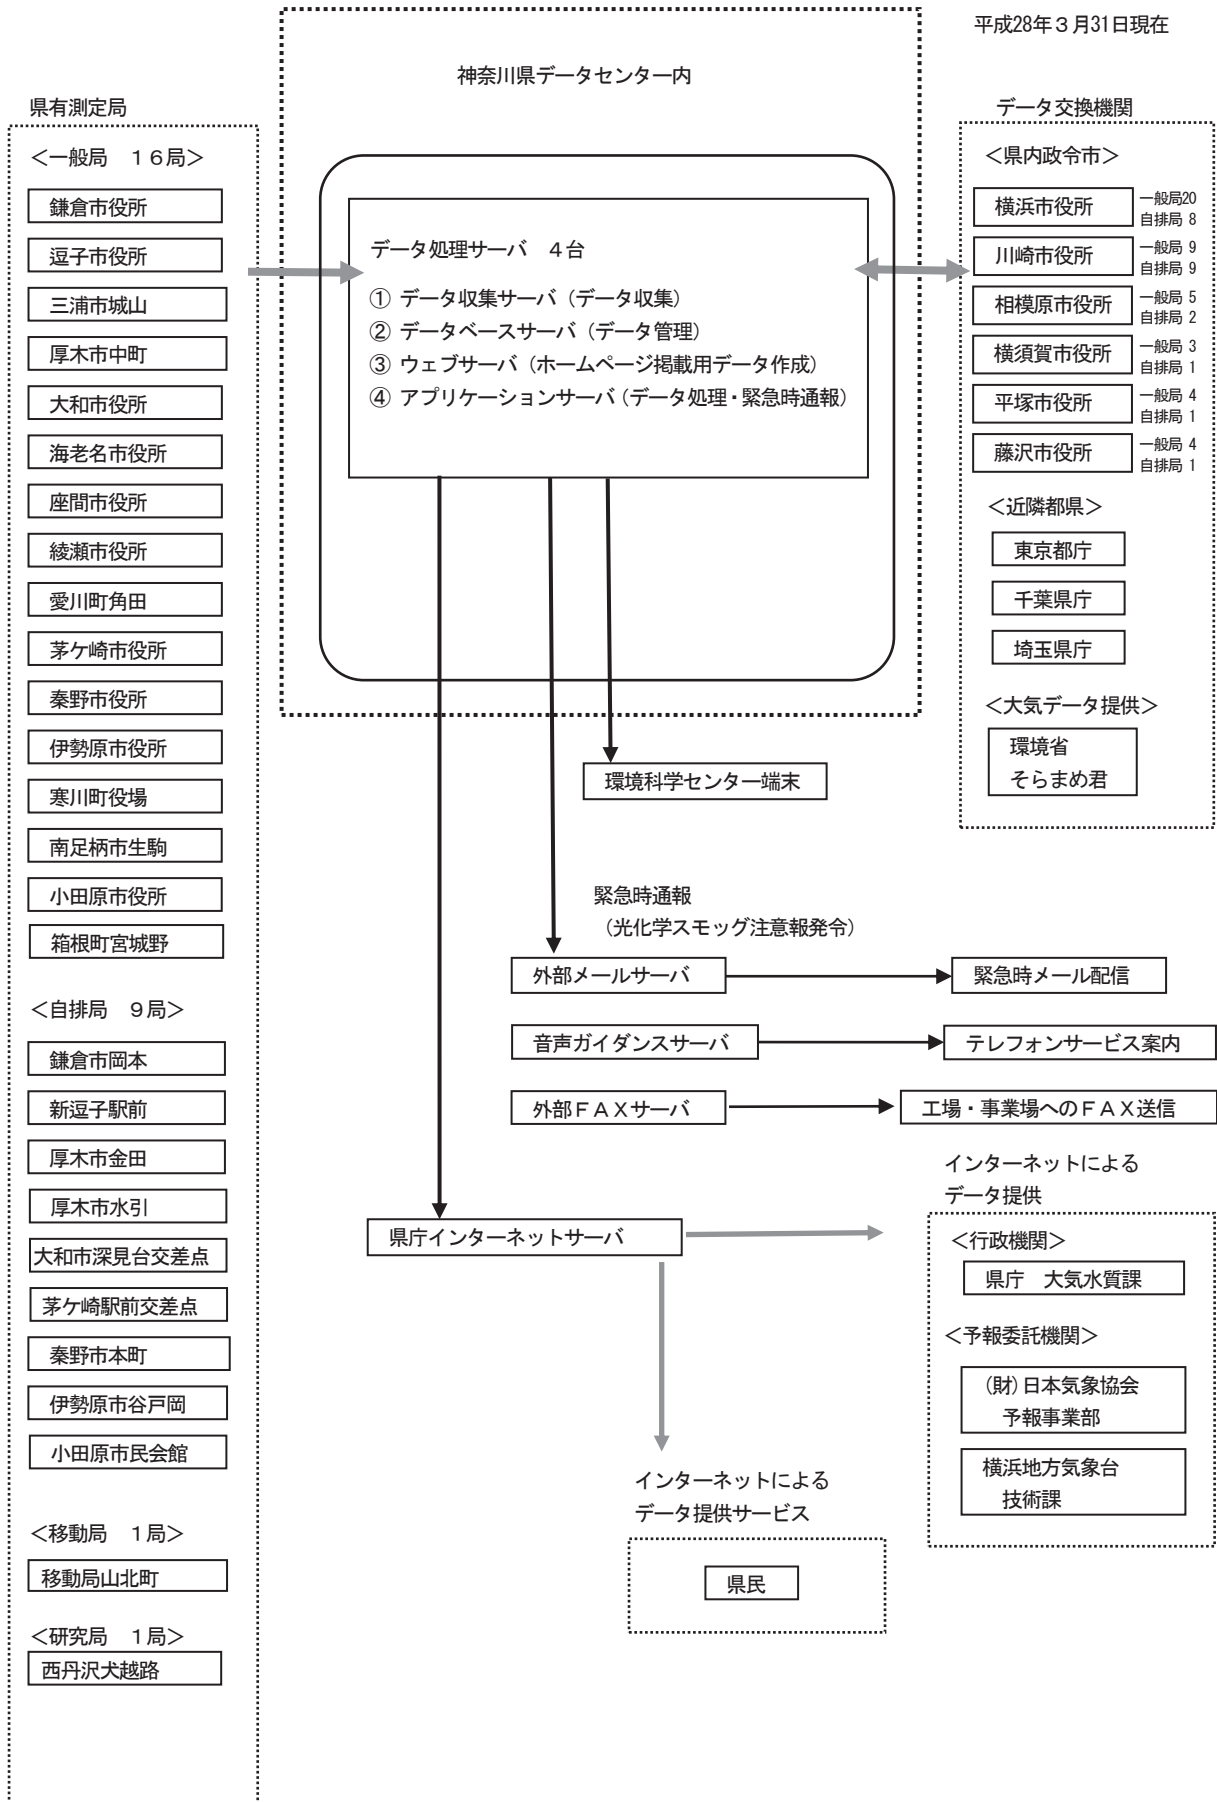 平成28年３月31日現在
県有測定局
＜一般局　１６局＞
鎌倉市役所
逗子市役所
三浦市城山
厚木市中町
大和市役所
海老名市役所
座間市役所
綾瀬市役所
愛川町角田
茅ケ崎市役所
秦野市役所
伊勢原市役所
寒川町役場
南足柄市生駒
小田原市役所
箱根町宮城野
＜自排局　９局＞
鎌倉市岡本
新逗子駅前
厚木市金田
厚木市水引
大和市深見台交差点
茅ケ崎駅前交差点
秦野市本町
伊勢原市谷戸岡
小田原市民会館
＜移動局　１局＞
移動局山北町
＜研究局　１局＞
西丹沢犬越路
神奈川県データセンター内
データ処理サーバ　４台
① データ収集サーバ（データ収集）
② データベースサーバ（データ管理）
③ ウェブサーバ（ホームページ掲載用データ作成）
④ アプリケーションサーバ（データ処理・緊急時通報）
データ交換機関
＜県内政令市＞
横浜市役所
一般局20
自排局 8
川崎市役所
一般局 9
自排局 9
相模原市役所
一般局 5
自排局 2
横須賀市役所
一般局 3
自排局 1
平塚市役所
一般局 4
自排局 1
藤沢市役所
一般局 4
自排局 1
＜近隣都県＞
東京都庁
千葉県庁
埼玉県庁
＜大気データ提供＞
環境省
そらまめ君
環境科学センター端末
緊急時通報
（光化学スモッグ注意報発令）
外部メールサーバ
緊急時メール配信
音声ガイダンスサーバ
テレフォンサービス案内
外部ＦＡＸサーバ
工場・事業場へのＦＡＸ送信
県庁インターネットサーバ
インターネットによる
データ提供
＜行政機関＞
県庁　大気水質課
＜予報委託機関＞
（財）日本気象協会
予報事業部
横浜地方気象台
技術課
インターネットによる
データ提供サービス
県民